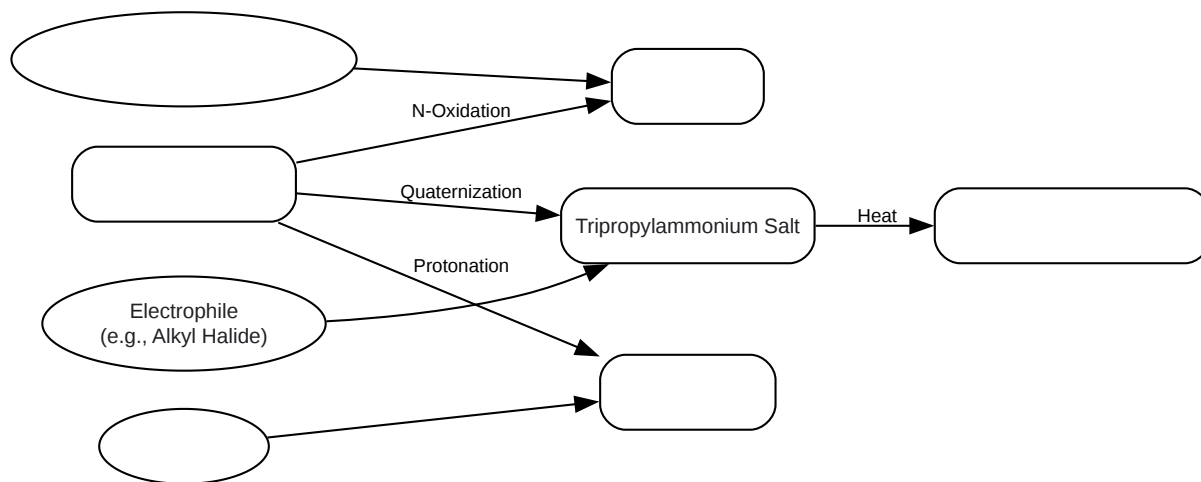 N-Oxidation
Quaternization
Tripropylammonium Salt
Heat
Protonation
Electrophile
(e.g., Alkyl Halide)